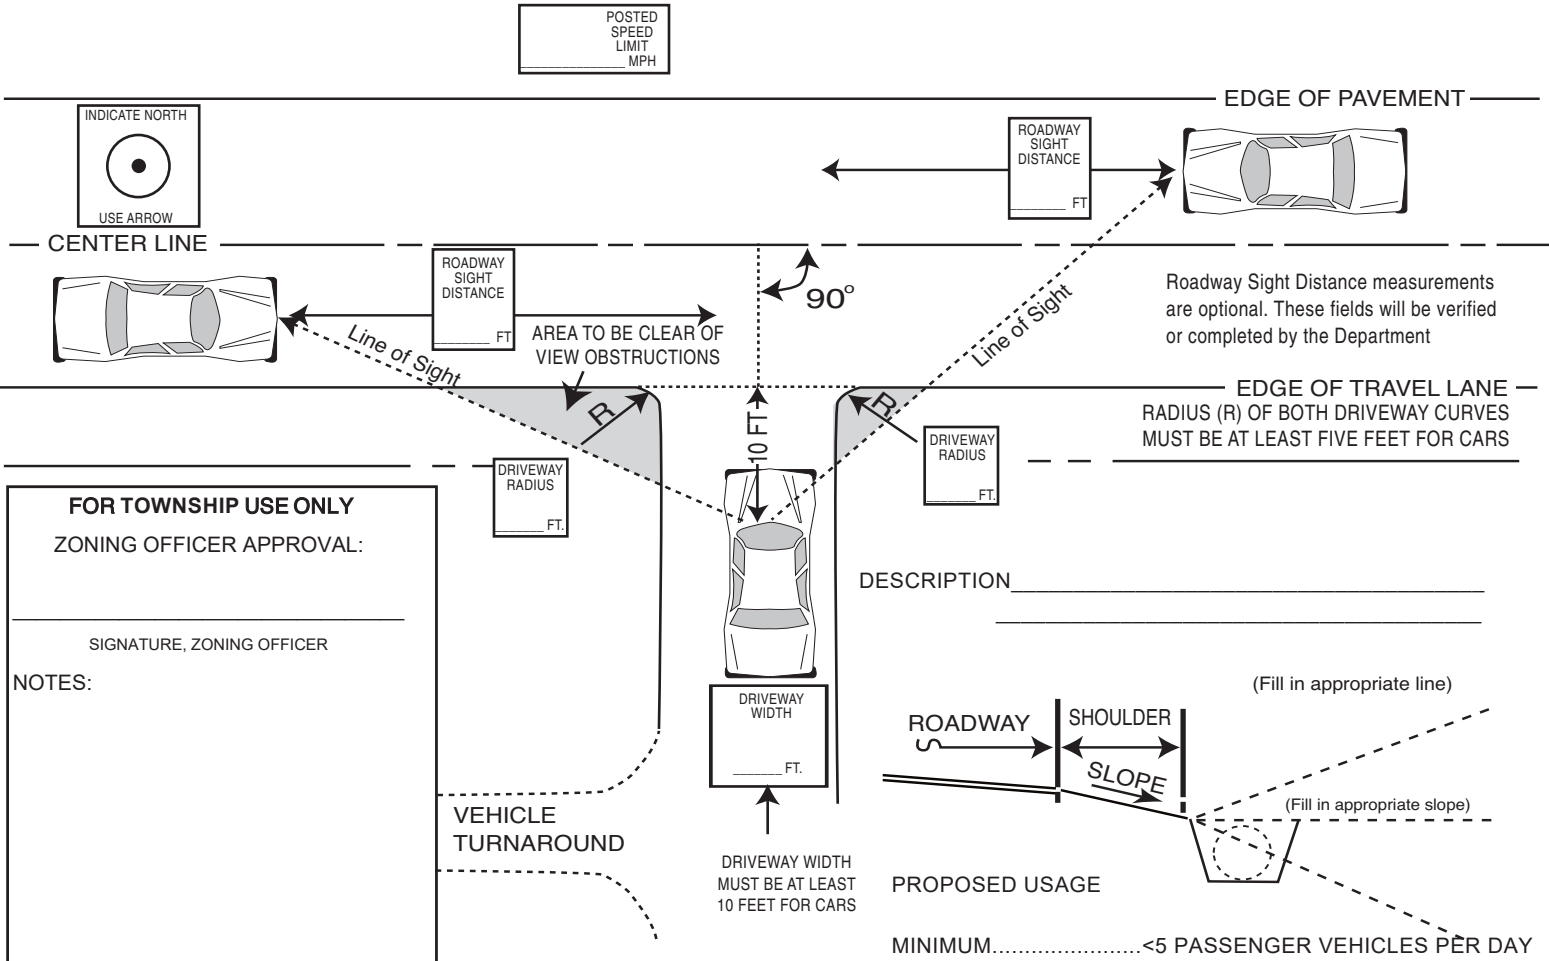 POSTED
SPEED
LIMIT
_______________ MPH
EDGE OF PAVEMENT
INDICATE NORTH
USE ARROW
ROADWAY
SIGHT
DISTANCE
________ FT
CENTER LINE
ROADWAY
SIGHT
DISTANCE
________ FT
90°
Roadway Sight Distance measurements
are optional. These fields will be verified
or completed by the Department
Line of Sight
AREA TO BE CLEAR OF
VIEW OBSTRUCTIONS
Line of Sight
EDGE OF TRAVEL LANE
RADIUS (R) OF BOTH DRIVEWAY CURVES
MUST BE AT LEAST FIVE FEET FOR CARS
R
10 FT
R
DRIVEWAY
RADIUS
_______ FT.
DRIVEWAY
RADIUS
_______ FT.
FOR TOWNSHIP USE ONLY
ZONING OFFICER APPROVAL:
SIGNATURE, ZONING OFFICER
NOTES:
DESCRIPTION
DRIVEWAY
WIDTH
_______ FT.
(Fill in appropriate line)
ROADWAY
SHOULDER
SLOPE
(Fill in appropriate slope)
VEHICLE
TURNAROUND
DRIVEWAY WIDTH
MUST BE AT LEAST
10 FEET FOR CARS
PROPOSED USAGE
MINIMUM.......................<5 PASSENGER VEHICLES PER DAY